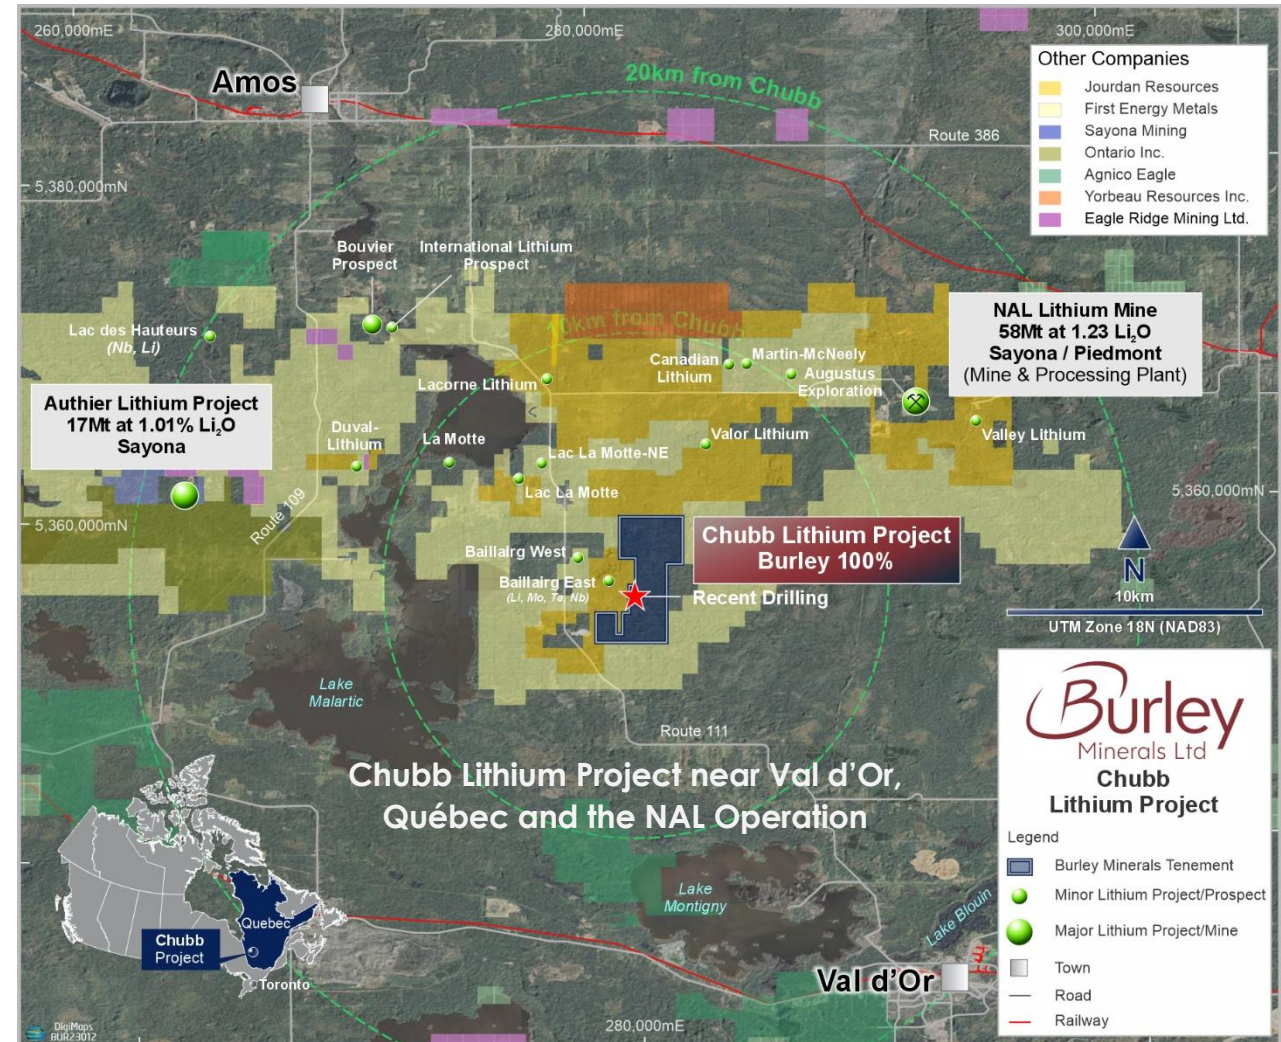 260,000mE
280,000mE
300,000mE
Amos
20km from Chubb
Route 386
Other Companies
Jourdan Resources
First Energy Metals
Sayona Mining
Ontario Inc.
Agnico Eagle
Yorbeau Resources Inc.
Eagle Ridge Mining Ltd.
5,380,000mN
Bouvier
Prospect
International Lithium
Prospect
Lac des Hauteurs
(Nb, Li)
10km from Chubb
NAL Lithium Mine
58Mt at 1.23 Li₂O
Sayona / Piedmont
(Mine & Processing Plant)
Canadian
Lithium
Martin-McNeely
Augustus
Exploration
Lacorne Lithium
Authier Lithium Project
17Mt at 1.01% Li₂O
Sayona
Duval-
Lithium
La Motte
Valor Lithium
Valley Lithium
Lac La Motte-NE
Lac La Motte
5,360,000mN
5,360,000mN
Route 109
Chubb Lithium Project
Burley 100%
Baillairg West
Baillairg East
(Li, Mo, Ta, Nb)
Recent Drilling
N
10km
UTM Zone 18N (NAD83)
Lake
Malartic
Route 111
Chubb Lithium Project near Val d'Or,
Québec and the NAL Operation
Burley
Minerals Ltd
Chubb
Lithium Project
Legend
Burley Minerals Tenement
Minor Lithium Project/Prospect
Major Lithium Project/Mine
Town
Road
Railway
Lake
Montigny
Lake Blouin
Val d'Or
Quebec
Chubb
Project
Toronto
280,000mE
DigiMaps
BUR23012